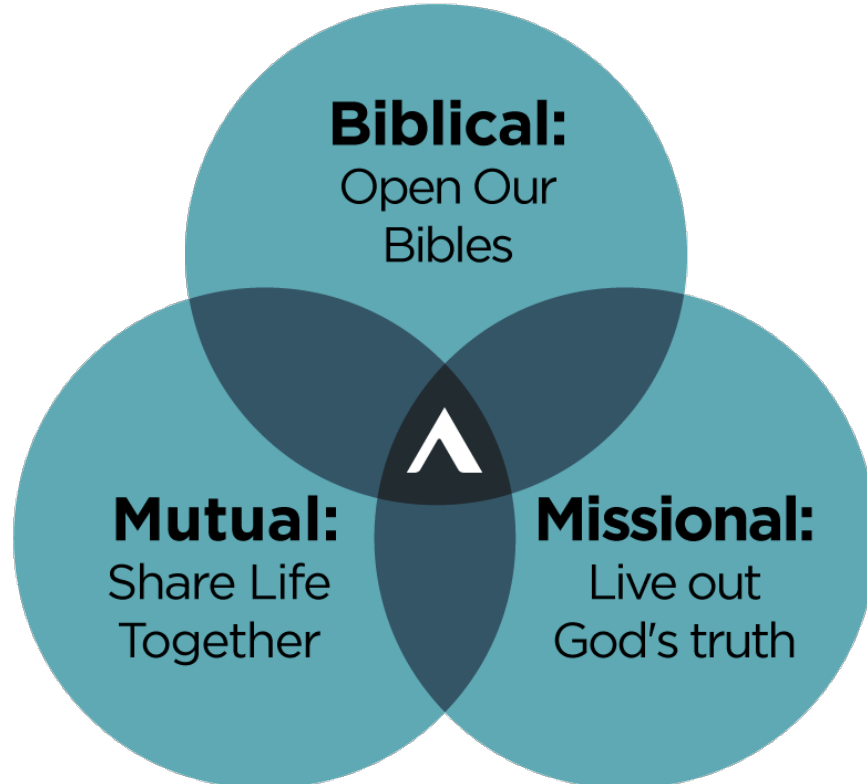 Biblical:
Open Our
Bibles
Mutual:
Share Life
Together
Missional:
Live out
God's truth